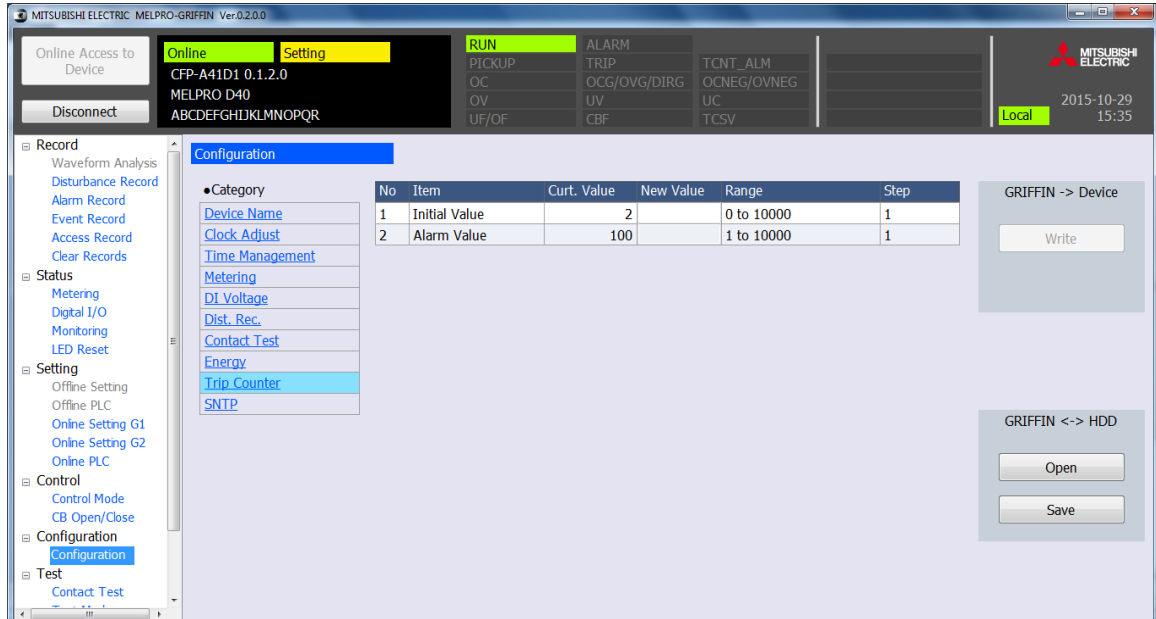 MITSUBISHI ELECTRIC MELPRO-GRIFFIN Ver.0.2.0.0
Online Access to
Device
Disconnect
Online Setting
CFP-A41D1 0.1.2.0
MELPRO D40
ABCDEFGHIJKLMNOPQR
RUN ALARM
PICKUP TRIP TCNT_ALM
OC OCG/OVG/DIRG OCNEG/OVNEG
OV UV UC
UF/OF CBF TCSV
MITSUBISHI
ELECTRIC
2015-10-29
Local 15:35
Record
Waveform Analysis
Disturbance Record
Alarm Record
Event Record
Access Record
Clear Records
Status
Metering
Digital I/O
Monitoring
LED Reset
Setting
Offline Setting
Offline PLC
Online Setting G1
Online Setting G2
Online PLC
Control
Control Mode
CB Open/Close
Configuration
Configuration
Test
Contact Test
Configuration
●Category
Device Name
Clock Adjust
Time Management
Metering
DI Voltage
Dist. Rec.
Contact Test
Energy
Trip Counter
SNTP
No Item Curt. Value New Value Range Step
1 Initial Value 2 0 to 10000 1
2 Alarm Value 100 1 to 10000 1
GRIFFIN -> Device
Write
GRIFFIN <-> HDD
Open
Save